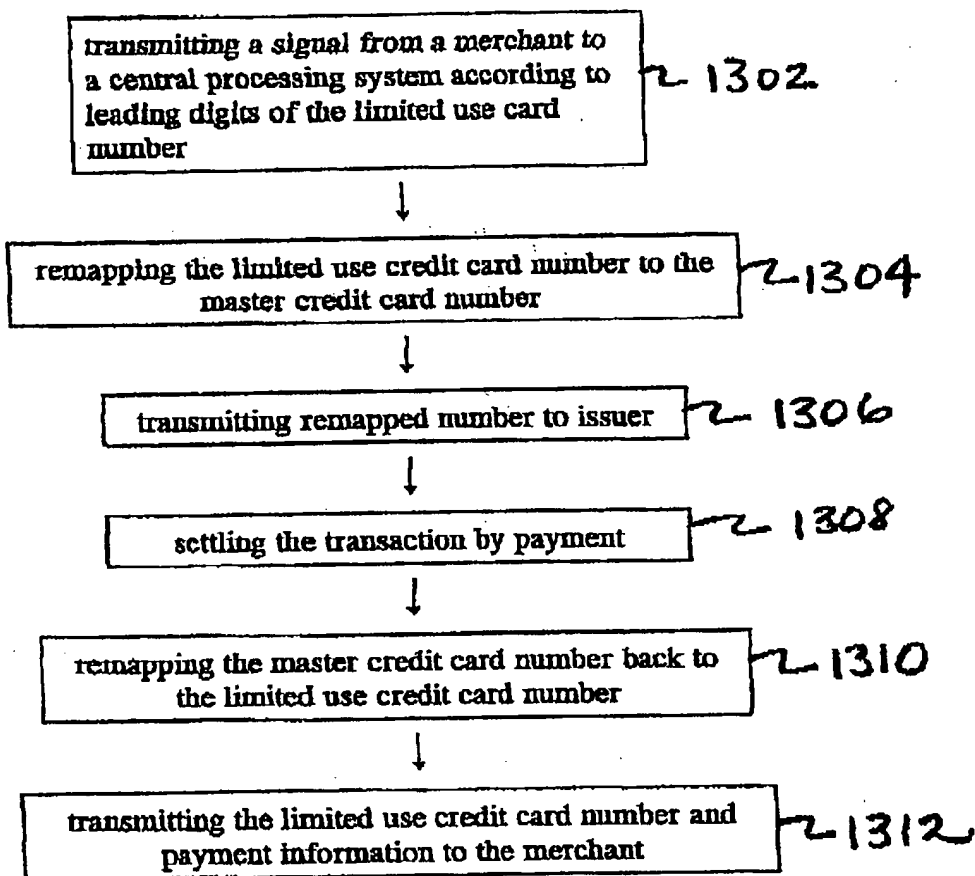 transmitting a signal from a merchant to
a central processing system according to
leading digits of the limited use card
number
1302
remapping the limited use credit card number to the
master credit card number
1304
transmitting remapped number to issuer
1306
settling the transaction by payment
1308
remapping the master credit card number back to
the limited use credit card number
1310
transmitting the limited use credit card number and
payment information to the merchant
1312